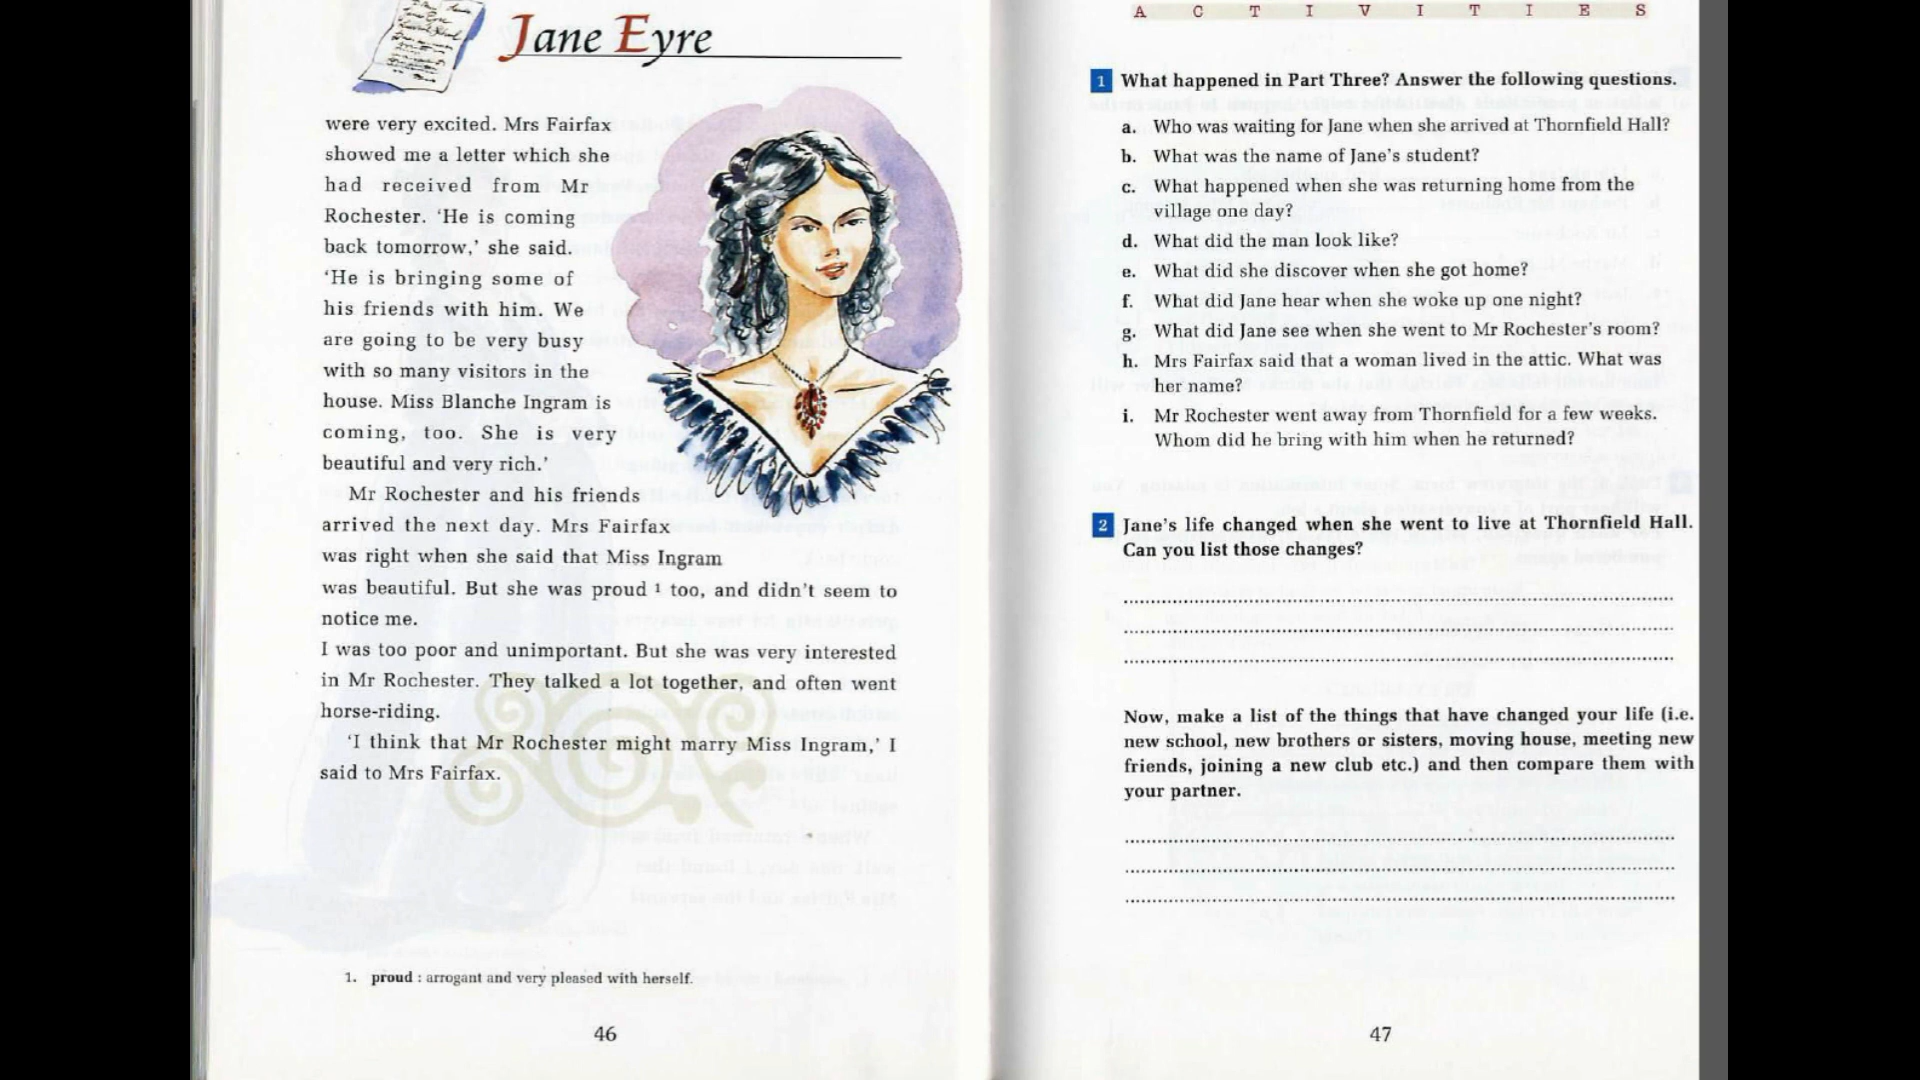 Jane Eyre
were very excited. Mrs Fairfax
showed me a letter which she
had received from Mr
Rochester. ‘He is coming
back tomorrow,’ she said.
‘He is bringing some of
his friends with him. We
are going to be very busy
with so many visitors in the
house. Miss Blanche Ingram is
coming, too. She is very
beautiful and very rich.’
Mr Rochester and his friends
arrived the next day. Mrs Fairfax
was right when she said that Miss Ingram
was beautiful. But she was proud ¹ too, and didn’t seem to
notice me.
I was too poor and unimportant. But she was very interested
in Mr Rochester. They talked a lot together, and often went
horse-riding.
‘I think that Mr Rochester might marry Miss Ingram,’ I
said to Mrs Fairfax.
1. proud : arrogant and very pleased with herself.
46
A C T I V I T I E S
1 What happened in Part Three? Answer the following questions.
a. Who was waiting for Jane when she arrived at Thornfield Hall?
b. What was the name of Jane’s student?
c. What happened when she was returning home from the
village one day?
d. What did the man look like?
e. What did she discover when she got home?
f. What did Jane hear when she woke up one night?
g. What did Jane see when she went to Mr Rochester’s room?
h. Mrs Fairfax said that a woman lived in the attic. What was
her name?
i. Mr Rochester went away from Thornfield for a few weeks.
Whom did he bring with him when he returned?
2 Jane’s life changed when she went to live at Thornfield Hall.
Can you list those changes?
Now, make a list of the things that have changed your life (i.e.
new school, new brothers or sisters, moving house, meeting new
friends, joining a new club etc.) and then compare them with
your partner.
47